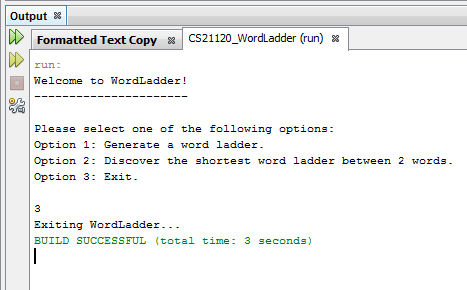 Output
Formatted Text Copy CS21120_WordLadder (run)
run:
Welcome to WordLadder!
----------------------
Please select one of the following options:
Option 1: Generate a word ladder.
Option 2: Discover the shortest word ladder between 2 words.
Option 3: Exit.
3
Exiting WordLadder...
BUILD SUCCESSFUL (total time: 3 seconds)